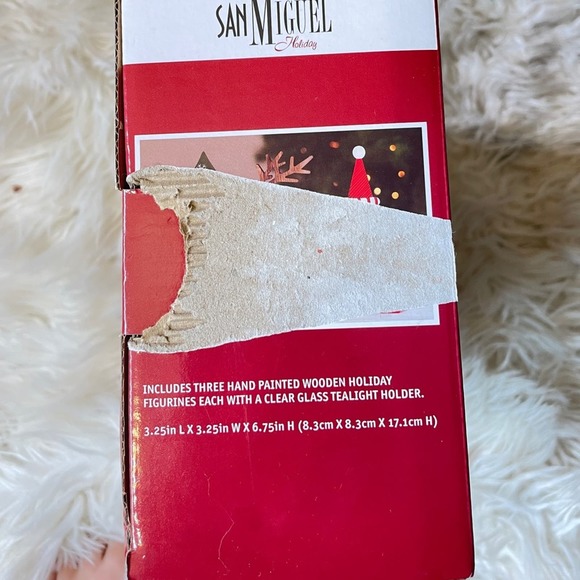 SAN MIGUEL
Holiday
INCLUDES THREE HAND PAINTED WOODEN HOLIDAY
FIGURINES EACH WITH A CLEAR GLASS TEALIGHT HOLDER.
3.25in L X 3.25in W X 6.75in H (8.3cm X 8.3cm X 17.1cm H)